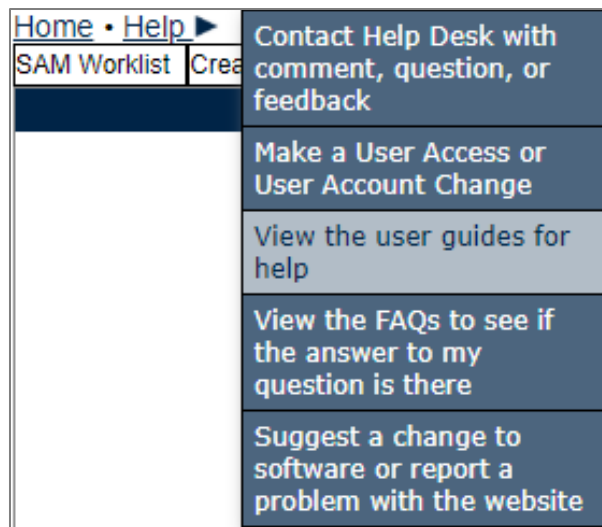 Home • Help ▶
SAM Worklist
Contact Help Desk with
comment, question, or
feedback
Make a User Access or
User Account Change
View the user guides for
help
View the FAQs to see if
the answer to my
question is there
Suggest a change to
software or report a
problem with the website